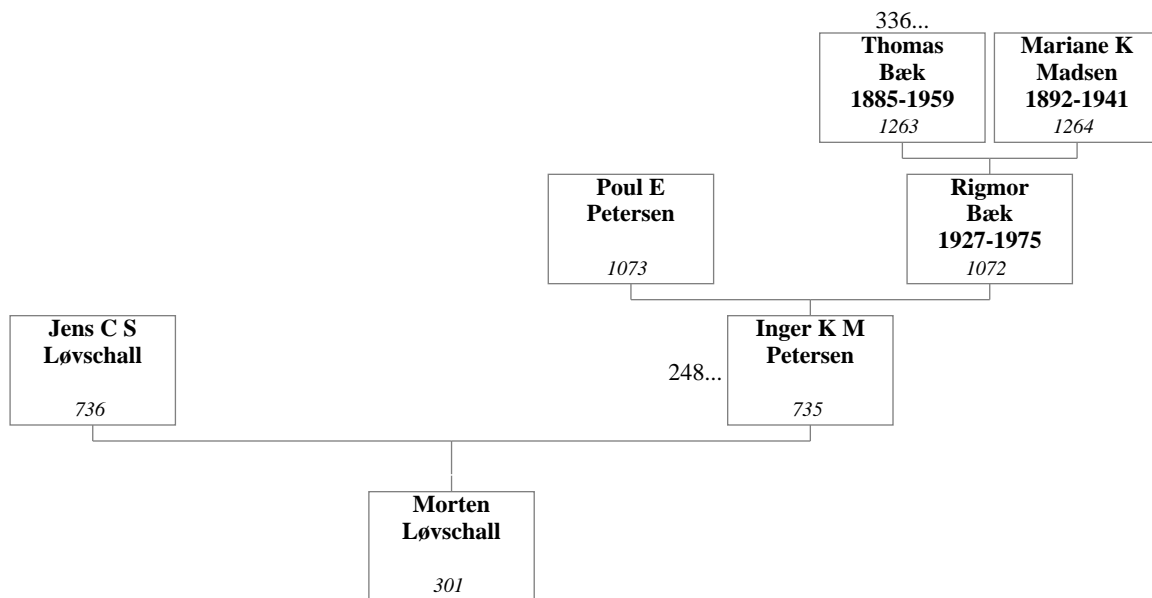 336...
Thomas
Bæk
1885-1959
1263
Mariane K
Madsen
1892-1941
1264
Poul E
Petersen
1073
Rigmor
Bæk
1927-1975
1072
Jens C S
Løvschall
736
248...
Inger K M
Petersen
735
Morten
Løvschall
301